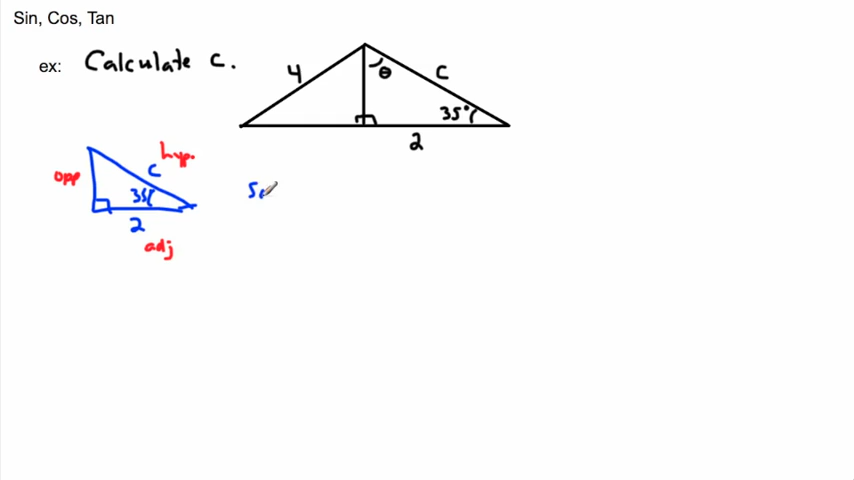 Sin, Cos, Tan
ex: Calculate c.
4
θ
c
35°
2
hyp.
c
opp
35
2
adj